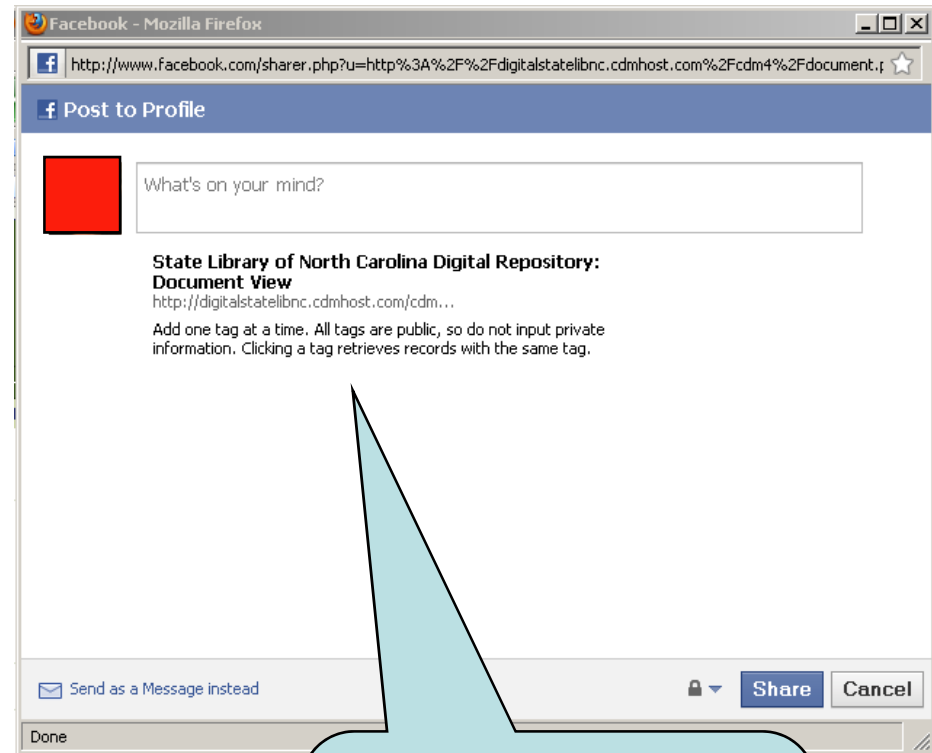 Facebook - Mozilla Firefox
http://www.facebook.com/sharer.php?u=http%3A%2F%2Fdigitalstatelibnc.cdmhost.com%2Fcdm4%2Fdocument.p
Post to Profile
What's on your mind?
State Library of North Carolina Digital Repository:
Document View
http://digitalstatelibnc.cdmhost.com/cdm...
Add one tag at a time. All tags are public, so do not input private
information. Clicking a tag retrieves records with the same tag.
Send as a Message instead
Share
Cancel
Done